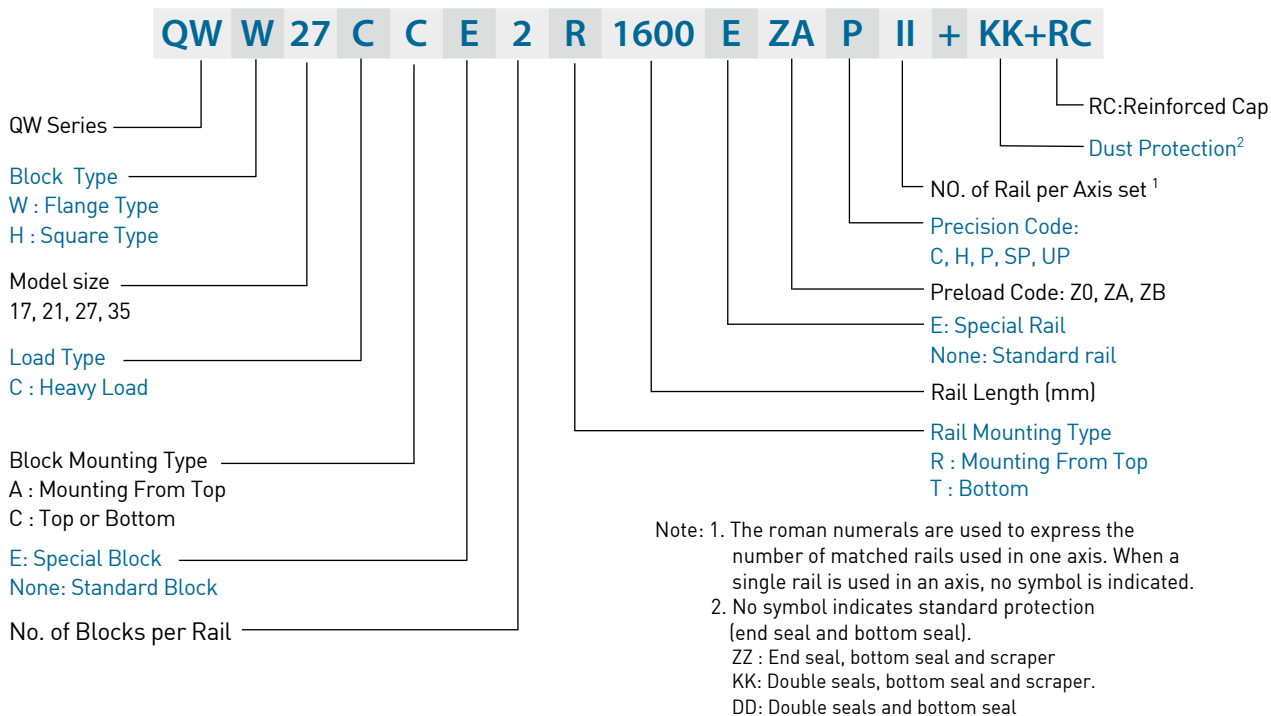 QW W 27 C C E 2 R 1600 E ZA P II + KK+RC
QW Series
Block Type
W : Flange Type
H : Square Type
Model size
17, 21, 27, 35
Load Type
C : Heavy Load
Block Mounting Type
A : Mounting From Top
C : Top or Bottom
E: Special Block
None: Standard Block
No. of Blocks per Rail
RC:Reinforced Cap
Dust Protection2
NO. of Rail per Axis set 1
Precision Code:
C, H, P, SP, UP
Preload Code: Z0, ZA, ZB
E: Special Rail
None: Standard rail
Rail Length (mm)
Rail Mounting Type
R : Mounting From Top
T : Bottom
Note: 1. The roman numerals are used to express the
number of matched rails used in one axis. When a
single rail is used in an axis, no symbol is indicated.
2. No symbol indicates standard protection
(end seal and bottom seal).
ZZ : End seal, bottom seal and scraper
KK: Double seals, bottom seal and scraper.
DD: Double seals and bottom seal